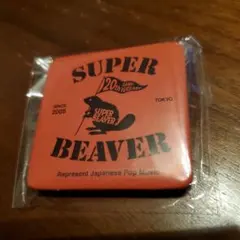 SUPER
20th
SINCE
2005
TOKYO
SUPER
BEAVER
BEAVER
Represent Japanese Pop Music